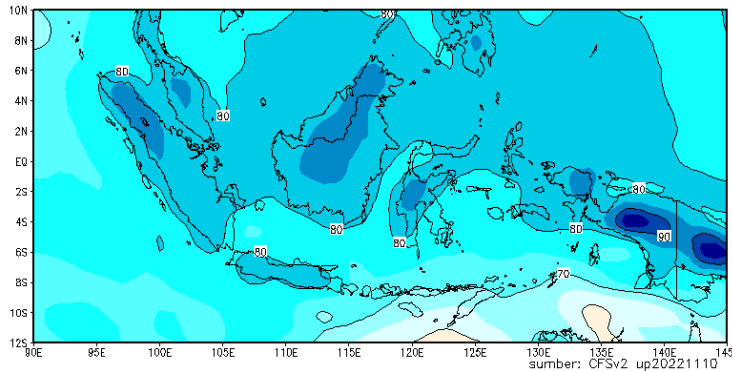 10N
80
8N
6N
80
4N
80
2N
EQ
2S
80
4S
80
80
80
90
6S
80
70
8S
10S
12S
90E 95E 100E 105E 110E 115E 120E 125E 130E 135E 140E 145E
sumber: CFSv2 up20221110